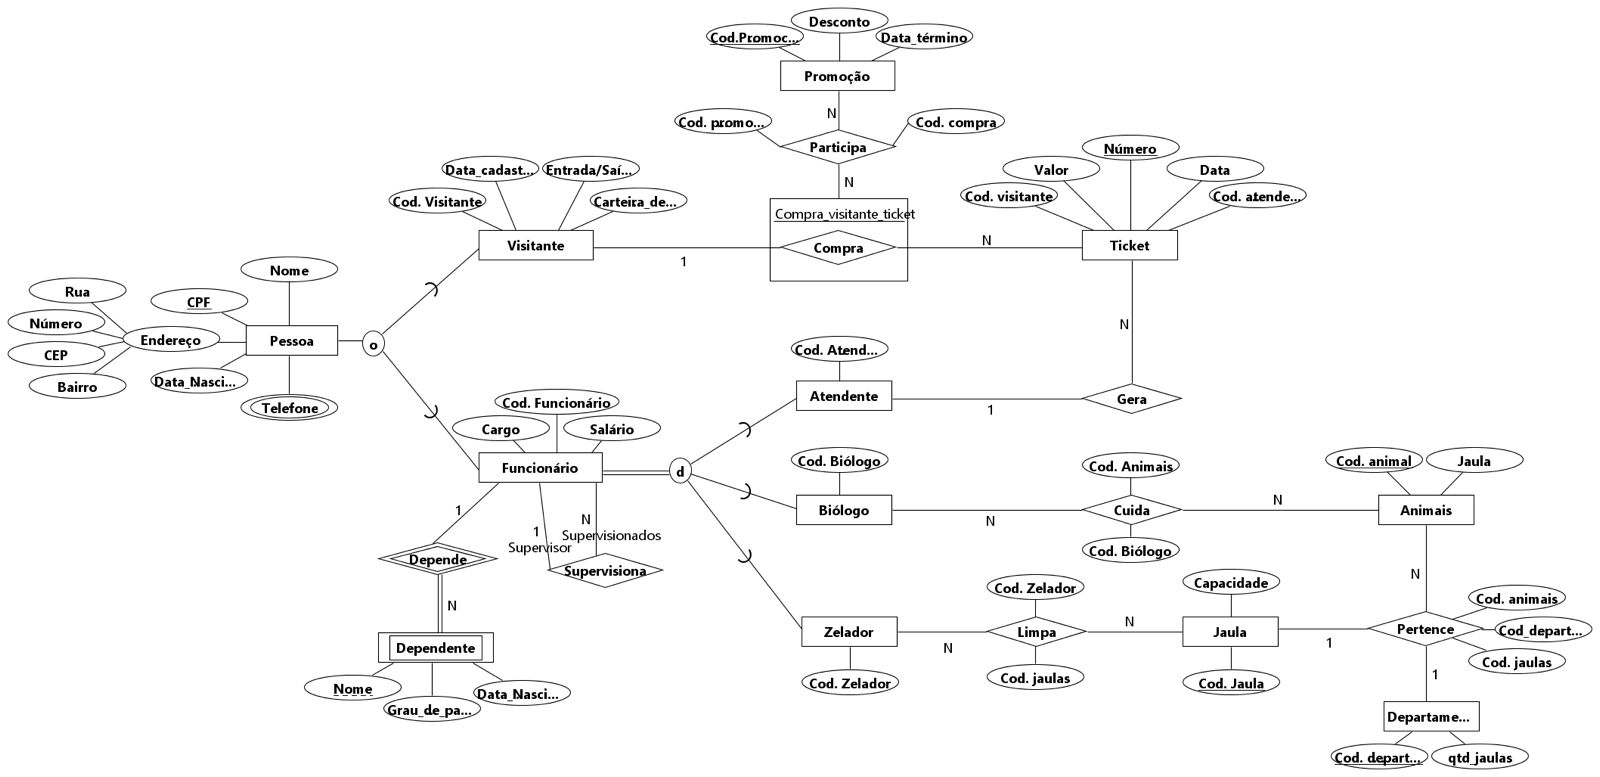 Desconto
Cod.Promoc...
Data_término
Promoção
N
Cod. promo...
Cod. compra
Participa
N
Compra_visitante_ticket
Compra
Data_cadast...
Entrada/Saí...
Cod. Visitante
Carteira_de...
Visitante
1
N
Número
Valor
Data
Cod. visitante
Cod. atende...
Ticket
N
Nome
Rua
CPF
Número
Endereço
CEP
Bairro
Pessoa
Data_Nasci...
Telefone
o
Cod. Atend...
Atendente
1
Gera
Cod. Funcionário
Cargo
Salário
Funcionário
d
1
1
Supervisor
N
Supervisionados
Supervisiona
Depende
N
Dependente
Nome
Grau_de_pa...
Data_Nasci...
Cod. Biólogo
Biólogo
N
Cod. Animais
Cuida
Cod. Biólogo
N
Cod. animal
Jaula
Animais
N
Zelador
Cod. Zelador
N
Cod. Zelador
Limpa
Cod. jaulas
N
Capacidade
Jaula
Cod. Jaula
1
Pertence
Cod. animais
Cod_depart...
Cod. jaulas
1
Departame...
Cod. depart...
qtd_jaulas